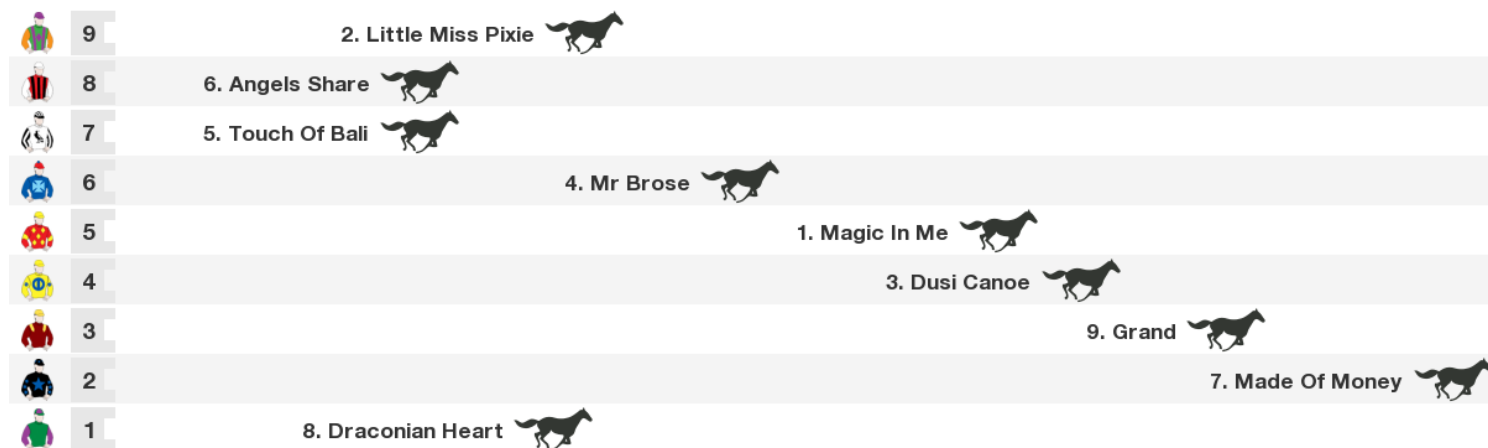 9 2. Little Miss Pixie
8 6. Angels Share
7 5. Touch Of Bali
6 4. Mr Brose
5 1. Magic In Me
4 3. Dusi Canoe
3 9. Grand
2 7. Made Of Money
1 8. Draconian Heart